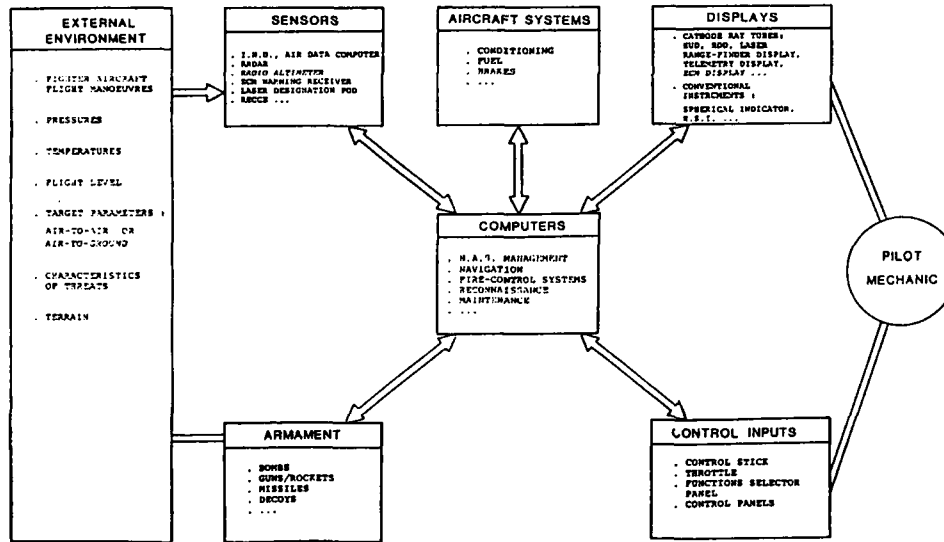 EXTERNAL
ENVIRONMENT
. FIGHTER AIRCRAFT
FLIGHT MANOEUVRES
. PRESSURES
. TEMPERATURES
. FLIGHT LEVEL
. TARGET PARAMETERS :
AIR-TO-AIR OR
AIR-TO-GROUND
. CHARACTERISTICS
OF THREATS
. TERRAIN
SENSORS
AIR DATA COMPUTER
. RADAR
. RADIO ALTIMETER
WARNING RECEIVER
. LASER DESIGNATION POD
. RECCE ...
AIRCRAFT SYSTEMS
. CONDITIONING
. FUEL
. BRAKES
. ...
DISPLAYS
. CATHODE RAY TUBES:
HUD, HDD, LASER
RANGE-FINDER DISPLAY,
TELEMETRY DISPLAY,
ECM DISPLAY ...
. CONVENTIONAL
INSTRMENTS :
SPHERICAL INDICATOR,
H.S.I. ...
COMPUTERS
MANAGEMENT
. NAVIGATION
. FIRE-CONTROL SYSTEMS
. RECONNAISSANCE
. MAINTENANCE
. ...
PILOT
MECHANIC
ARMAMENT
. BOMBS
. GUNS/ROCKETS
. MISSILES
. DECOYS
. ...
CONTROL INPUTS
. CONTROL STICK
. THROTTLE
. FUNCTIONS SELECTOR
PANEL
. CONTROL PANELS